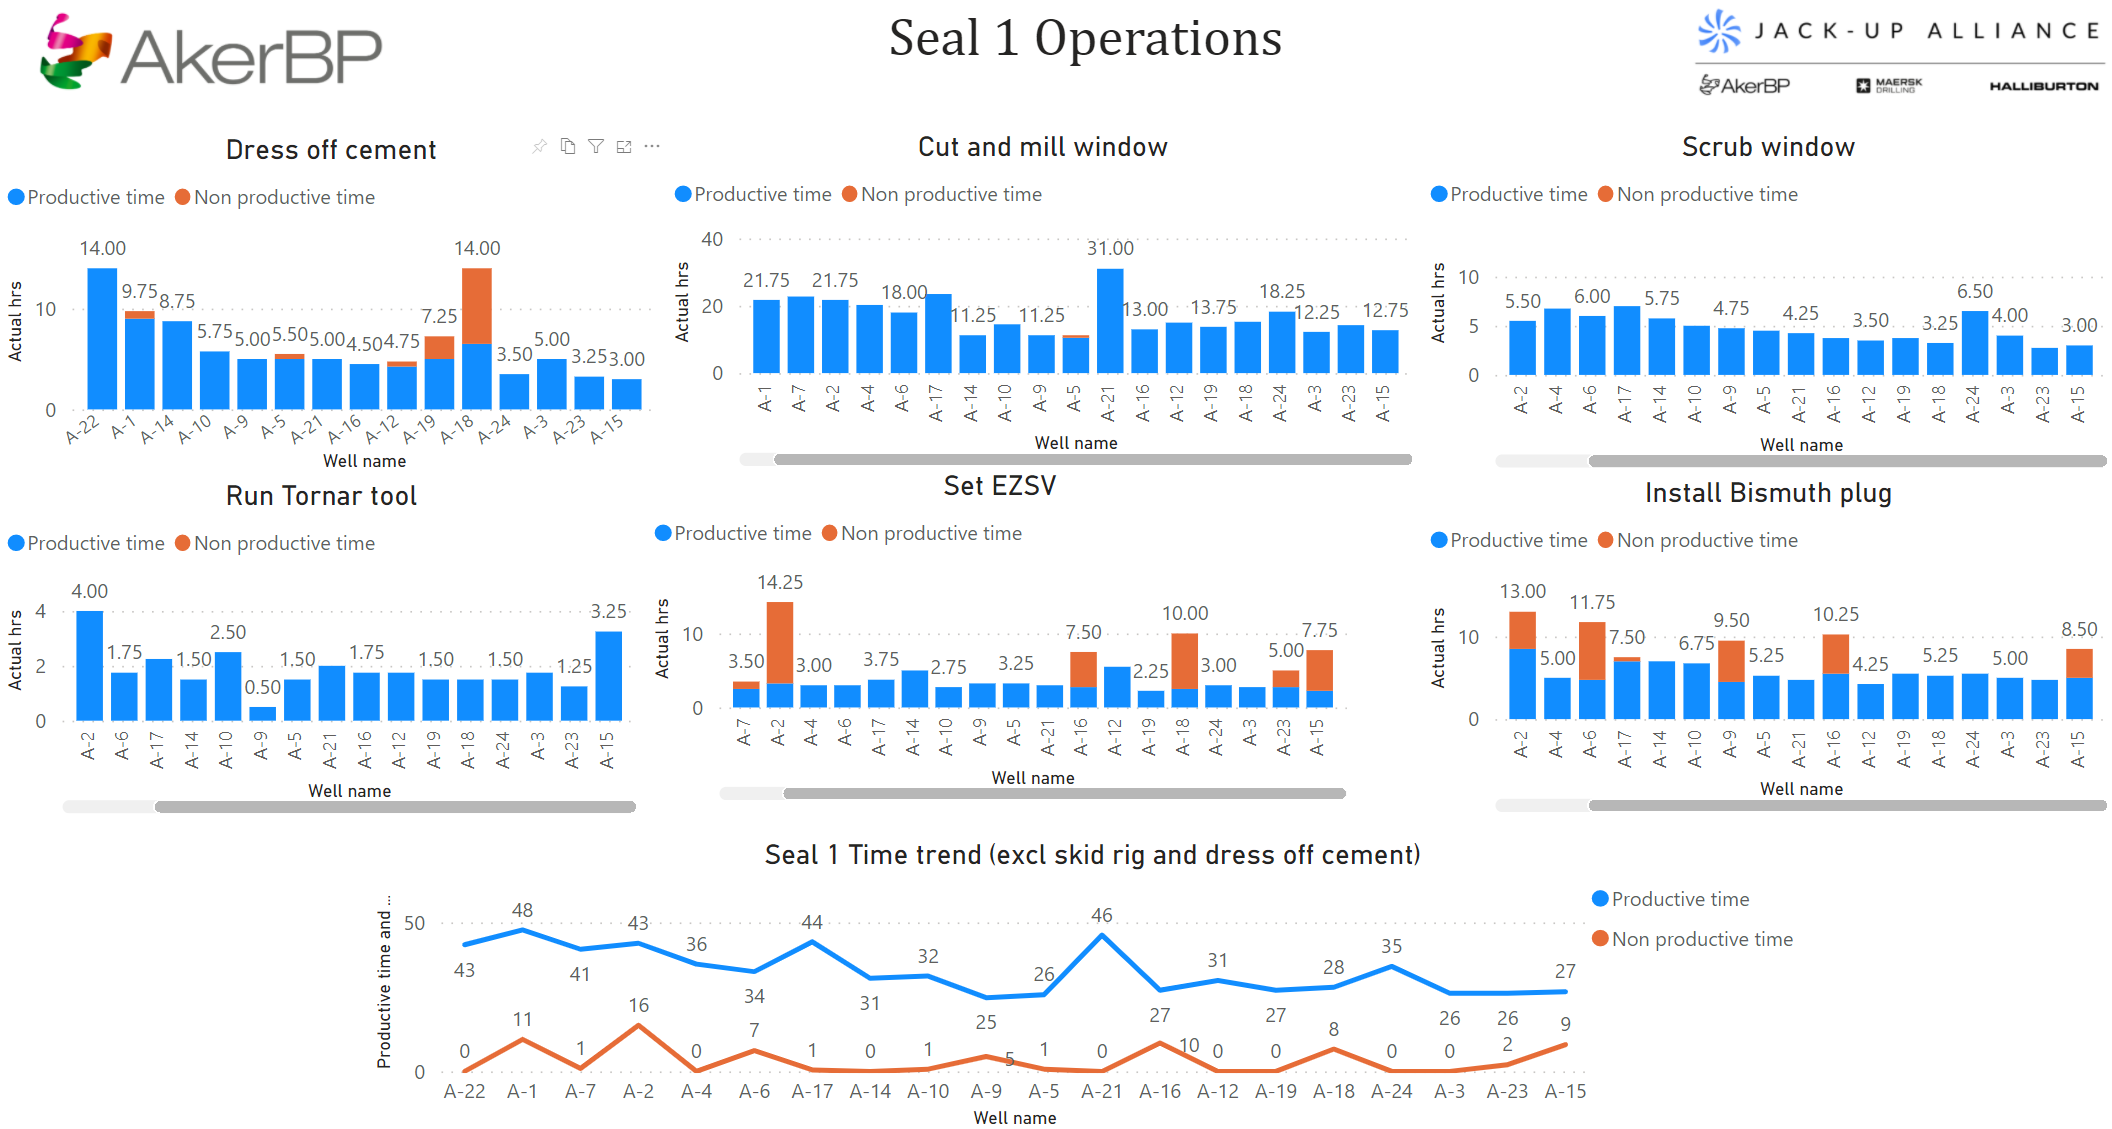 AkerBP
Seal 1 Operations
JACK-UP ALLIANCE
AkerBP
MAERSK
DRILLING
HALLIBURTON
Dress off cement
Productive time
Non productive time
Actual hrs
10
0
14.00
9.75
8.75
5.75
5.00
5.50
5.00
4.50
4.75
7.25
14.00
3.50
5.00
3.25
3.00
A-22
A-1
A-14
A-10
A-9
A-5
A-21
A-16
A-12
A-19
A-18
A-24
A-3
A-23
A-15
Well name
Cut and mill window
Productive time
Non productive time
Actual hrs
40
20
0
21.75
21.75
18.00
11.25
11.25
31.00
13.00
13.75
18.25
12.25
12.75
A-1
A-7
A-2
A-4
A-6
A-17
A-14
A-10
A-9
A-5
A-21
A-16
A-12
A-19
A-18
A-24
A-3
A-23
A-15
Well name
Scrub window
Productive time
Non productive time
Actual hrs
10
5
0
5.50
6.00
5.75
4.75
4.25
3.50
3.25
6.50
4.00
3.00
A-2
A-4
A-6
A-17
A-14
A-10
A-9
A-5
A-21
A-16
A-12
A-19
A-18
A-24
A-3
A-23
A-15
Well name
Run Tornar tool
Productive time
Non productive time
Actual hrs
4
2
0
4.00
1.75
1.50
2.50
0.50
1.50
1.75
1.50
1.50
1.25
3.25
A-2
A-6
A-17
A-14
A-10
A-9
A-5
A-21
A-16
A-12
A-19
A-18
A-24
A-3
A-23
A-15
Well name
Set EZSV
Productive time
Non productive time
Actual hrs
10
0
3.50
14.25
3.00
3.75
2.75
3.25
7.50
2.25
10.00
3.00
5.00
7.75
A-7
A-2
A-4
A-6
A-17
A-14
A-10
A-9
A-5
A-21
A-16
A-12
A-19
A-18
A-24
A-3
A-23
A-15
Well name
Install Bismuth plug
Productive time
Non productive time
Actual hrs
10
0
13.00
5.00
11.75
7.50
6.75
9.50
5.25
10.25
4.25
5.25
5.00
8.50
A-2
A-4
A-6
A-17
A-14
A-10
A-9
A-5
A-21
A-16
A-12
A-19
A-18
A-24
A-3
A-23
A-15
Well name
Seal 1 Time trend (excl skid rig and dress off cement)
Productive time
Non productive time
Productive time and ...
50
0
43
48
41
43
36
34
44
31
32
25
26
46
27
31
27
28
35
26
26
27
0
11
1
16
0
7
1
0
1
5
1
0
10
0
0
8
0
0
2
9
A-22
A-1
A-7
A-2
A-4
A-6
A-17
A-14
A-10
A-9
A-5
A-21
A-16
A-12
A-19
A-18
A-24
A-3
A-23
A-15
Well name